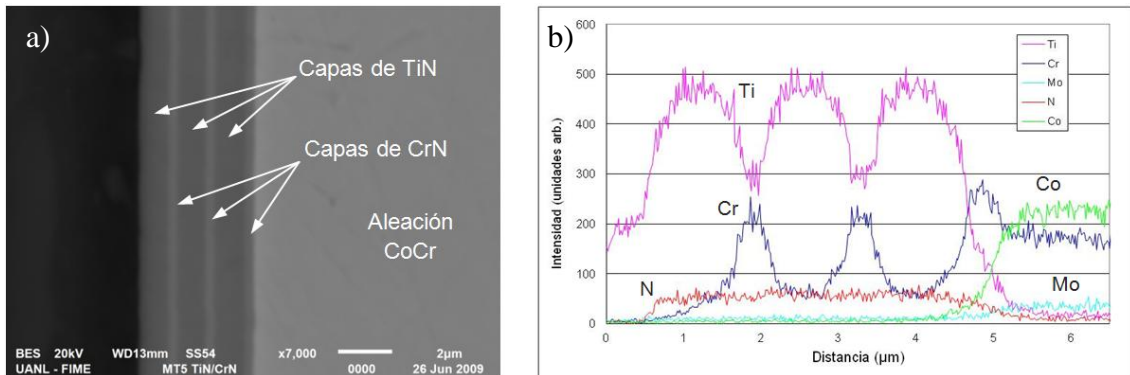 a)
Capas de TiN
Capas de CrN
Aleación
CoCr
BES 20kV WD13mm SS54 x7,000 2µm
UANL - FIME MT5 TiN/CrN 0000 26 Jun 2009
b)
600
500
400
300
200
100
0
Intensidad (unidades arb.)
Ti
Cr
N
Co
Mo
Ti
Cr
Mo
N
Co
0 1 2 3 4 5 6
Distancia (µm)